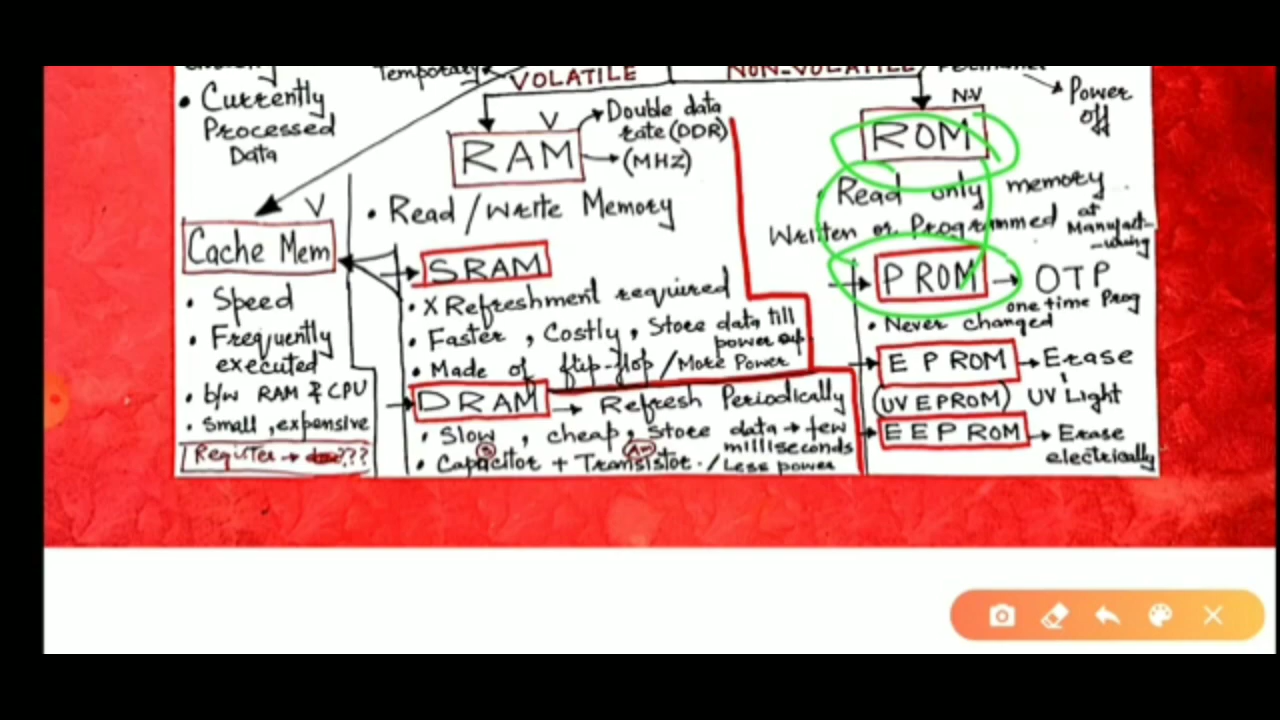 Temporary
VOLATILE
NON-VOLATILE
• Currently
Processed
Data
V
RAM
Double data
rate (DDR)
(MHZ)
N.V
ROM
Power
off
• Read / Write Memory
• Read only memory
Written or Programmed at
Manufact-
-uring
V
Cache Mem
• Speed
• Frequently
executed
• b/w RAM & CPU
• Small , expensive
Register → ???
SRAM
• X Refreshment required
• Faster , Costly , Store data till
power
• Made of flip-flop / More Power
DRAM → Refresh Periodically
• Slow , cheap , Store data → few
milliseconds
• Capacitor + Transistor. / Less power
PROM → OTP
one time Prog
• Never changed
EPROM → Erase
(UV EPROM) UV Light
EEPROM → Erase
electrically